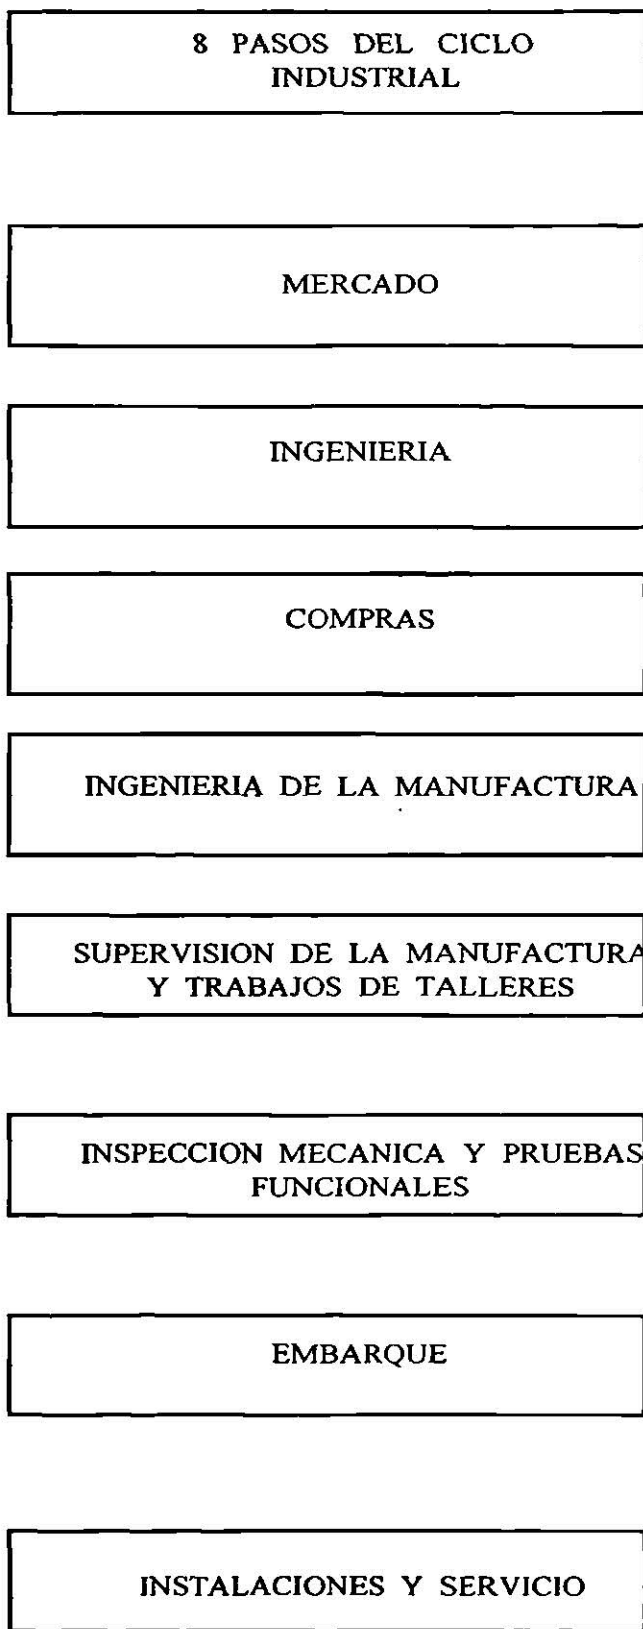 8 PASOS DEL CICLO
INDUSTRIAL
MERCADO
INGENIERIA
COMPRAS
INGENIERIA DE LA MANUFACTURA
SUPERVISION DE LA MANUFACTURA
Y TRABAJOS DE TALLERES
INSPECCION MECANICA Y PRUEBAS
FUNCIONALES
EMBARQUE
INSTALACIONES Y SERVICIO